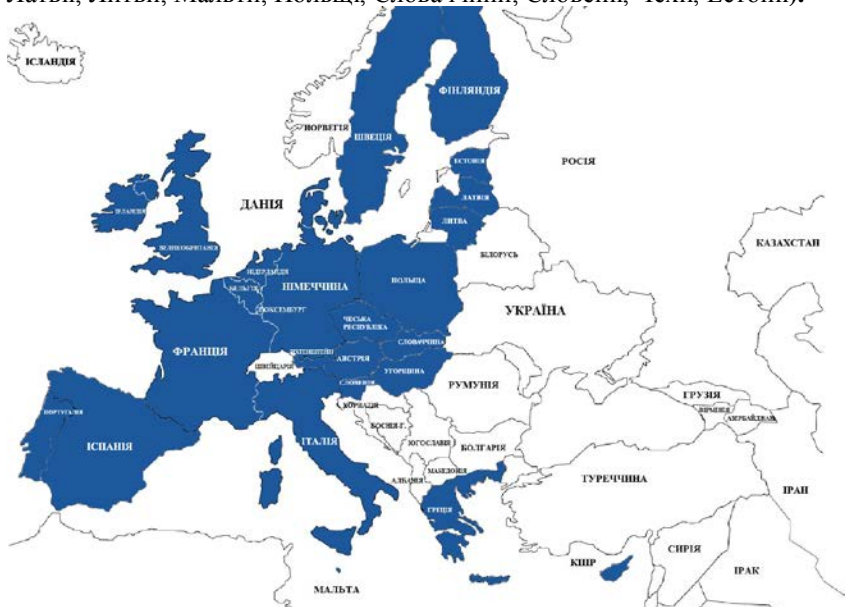 Латвії, Литви, Мальти, Польщі, Словаччини, Словенії, Чехії, Естонії).
ІСЛАНДІЯ
ФІНЛЯНДІЯ
НОРВЕГІЯ
ШВЕЦІЯ
ЕСТОНІЯ
РОСІЯ
ЛАТВІЯ
ДАНІЯ
ІРЛАНДІЯ
ЛИТВА
ВЕЛИКОБРИТАНІЯ
БІЛОРУСЬ
КАЗАХСТАН
НІДЕРЛАНДИ
БЕЛЬГІЯ
НІМЕЧЧИНА
ПОЛЬЩА
ЛЮКСЕМБУРГ
УКРАЇНА
ЧЕСЬКА
РЕСПУБЛІКА
СЛОВАЧЧИНА
ФРАНЦІЯ
ЛІХТЕНШТЕЙН
АВСТРІЯ
ШВЕЙЦАРІЯ
УГОРЩИНА
СЛОВЕНІЯ
РУМУНІЯ
ГРУЗІЯ
ХОРВАТІЯ
ПОРТУГАЛІЯ
ВІРМЕНІЯ
АЗЕРБАЙДЖАН
БОСНІЯ-Г.
ІСПАНІЯ
ІТАЛІЯ
ЮГОСЛАВІЯ
БОЛГАРІЯ
МАКЕДОНІЯ
АЛБАНІЯ
ТУРЕЧЧИНА
ІРАН
ГРЕЦІЯ
КІПР
СИРІЯ
ІРАК
МАЛЬТА